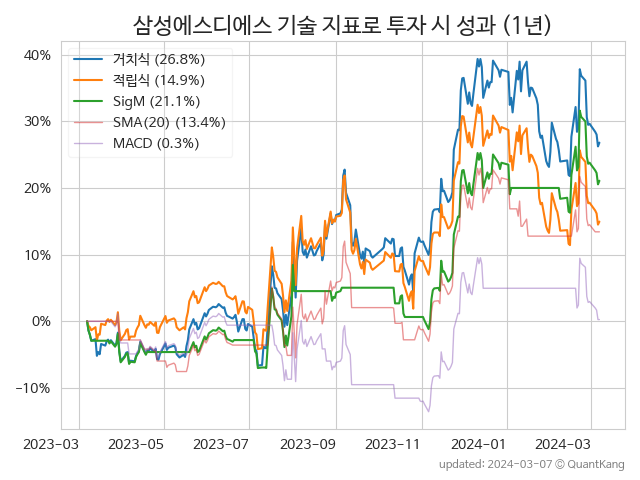 삼성에스디에스 기술 지표로 투자 시 성과 (1년)
거치식 (26.8%)
적립식 (14.9%)
SigM (21.1%)
SMA(20) (13.4%)
MACD (0.3%)
40%
30%
20%
10%
0%
−10%
2023-03 2023-05 2023-07 2023-09 2023-11 2024-01 2024-03
updated: 2024-03-07 © QuantKang